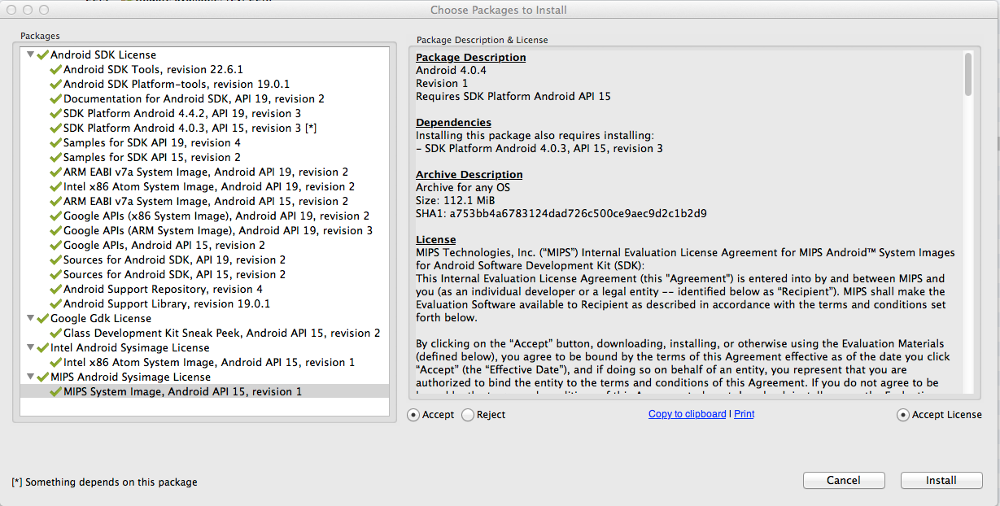 Choose Packages to Install
Packages
Android SDK License
Android SDK Tools, revision 22.6.1
Android SDK Platform-tools, revision 19.0.1
Documentation for Android SDK, API 19, revision 2
SDK Platform Android 4.4.2, API 19, revision 3
SDK Platform Android 4.0.3, API 15, revision 3 [*]
Samples for SDK API 19, revision 4
Samples for SDK API 15, revision 2
ARM EABI v7a System Image, Android API 19, revision 2
Intel x86 Atom System Image, Android API 19, revision 2
ARM EABI v7a System Image, Android API 15, revision 2
Google APIs (x86 System Image), Android API 19, revision 2
Google APIs (ARM System Image), Android API 19, revision 3
Google APIs, Android API 15, revision 2
Sources for Android SDK, API 19, revision 2
Sources for Android SDK, API 15, revision 2
Android Support Repository, revision 4
Android Support Library, revision 19.0.1
Google Gdk License
Glass Development Kit Sneak Peek, Android API 15, revision 2
Intel Android Sysimage License
Intel x86 Atom System Image, Android API 15, revision 1
MIPS Android Sysimage License
MIPS System Image, Android API 15, revision 1
Package Description & License
Package Description
Android 4.0.4
Revision 1
Requires SDK Platform Android API 15
Dependencies
Installing this package also requires installing:
- SDK Platform Android 4.0.3, API 15, revision 3
Archive Description
Archive for any OS
Size: 112.1 MiB
SHA1: a753bb4a6783124dad726c500ce9aec9d2c1b2d9
License
MIPS Technologies, Inc. (“MIPS”) Internal Evaluation License Agreement for MIPS Android™ System Images
for Android Software Development Kit (SDK):
This Internal Evaluation License Agreement (this "Agreement") is entered into by and between MIPS and
you (as an individual developer or a legal entity -- identified below as “Recipient”). MIPS shall make the
Evaluation Software available to Recipient as described in accordance with the terms and conditions set
forth below.
By clicking on the “Accept” button, downloading, installing, or otherwise using the Evaluation Materials
(defined below), you agree to be bound by the terms of this Agreement effective as of the date you click
“Accept” (the “Effective Date”), and if doing so on behalf of an entity, you represent that you are
authorized to bind the entity to the terms and conditions of this Agreement. If you do not agree to be
Accept Reject Copy to clipboard | Print Accept License
[*] Something depends on this package
Cancel Install